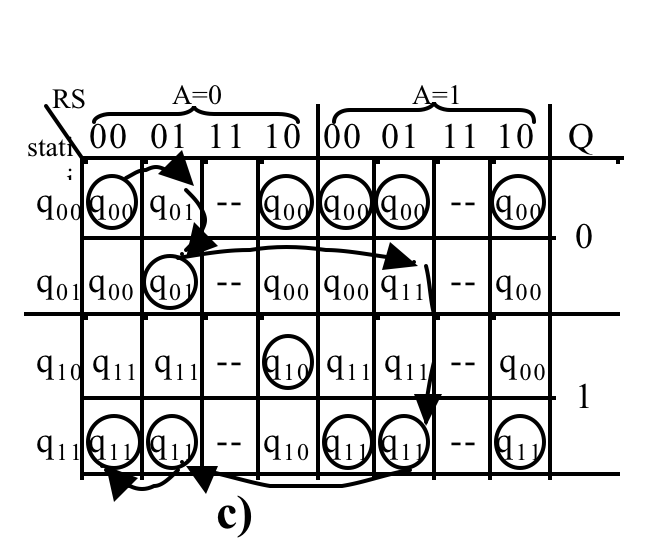 RS A=0 A=1
stati 00 01 11 10 00 01 11 10 Q
q00 q00 q01 -- q00 q00 q00 -- q00
0
q01 q00 q01 -- q00 q00 q11 -- q00
q10 q11 q11 -- q10 q11 q11 -- q00
1
q11 q11 q11 -- q10 q11 q11 -- q11
c)